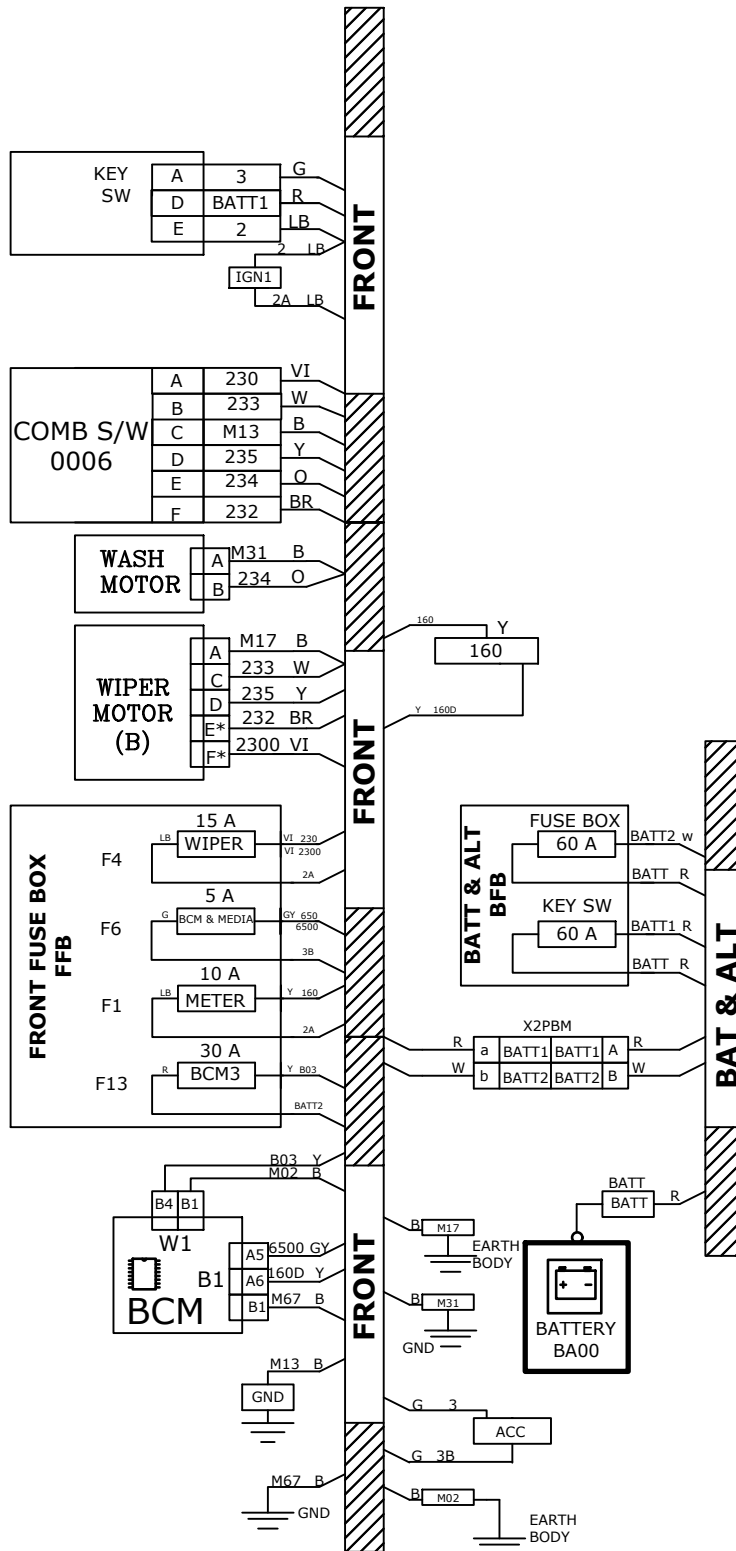 KEY
SW
A 3 G
D BATT1 R
E 2 LB
2 LB
IGN1
2A LB
FRONT
COMB S/W
0006
A 230 VI
B 233 W
C M13 B
D 235 Y
E 234 O
F 232 BR
WASH
MOTOR
A M31 B
B 234 O
WIPER
MOTOR
(B)
A M17 B
C 233 W
D 235 Y
E* 232 BR
F* 2300 VI
160 Y
160
Y 160D
FRONT
FRONT FUSE BOX
FFB
F4
15 A
LB WIPER VI 230
VI 2300
2A
F6
5 A
G BCM & MEDIA GY 650
6500
3B
F1
10 A
LB METER Y 160
2A
F13
30 A
R BCM3 Y B03
BATT2
BATT & ALT
BFB
FUSE BOX
60 A BATT2 w
BATT R
KEY SW
60 A BATT1 R
BATT R
BAT & ALT
X2PBM
R a BATT1 BATT1 A R
W b BATT2 BATT2 B W
BATT
BATT R
BATTERY
BA00
B03 Y
M02 B
B4 B1
W1
BCM
B1
A5 6500 GY
A6 160D Y
B1 M67 B
FRONT
B M17
EARTH
BODY
B M31
GND
M13 B
GND
G 3
ACC
G 3B
M67 B
GND
B M02
EARTH
BODY